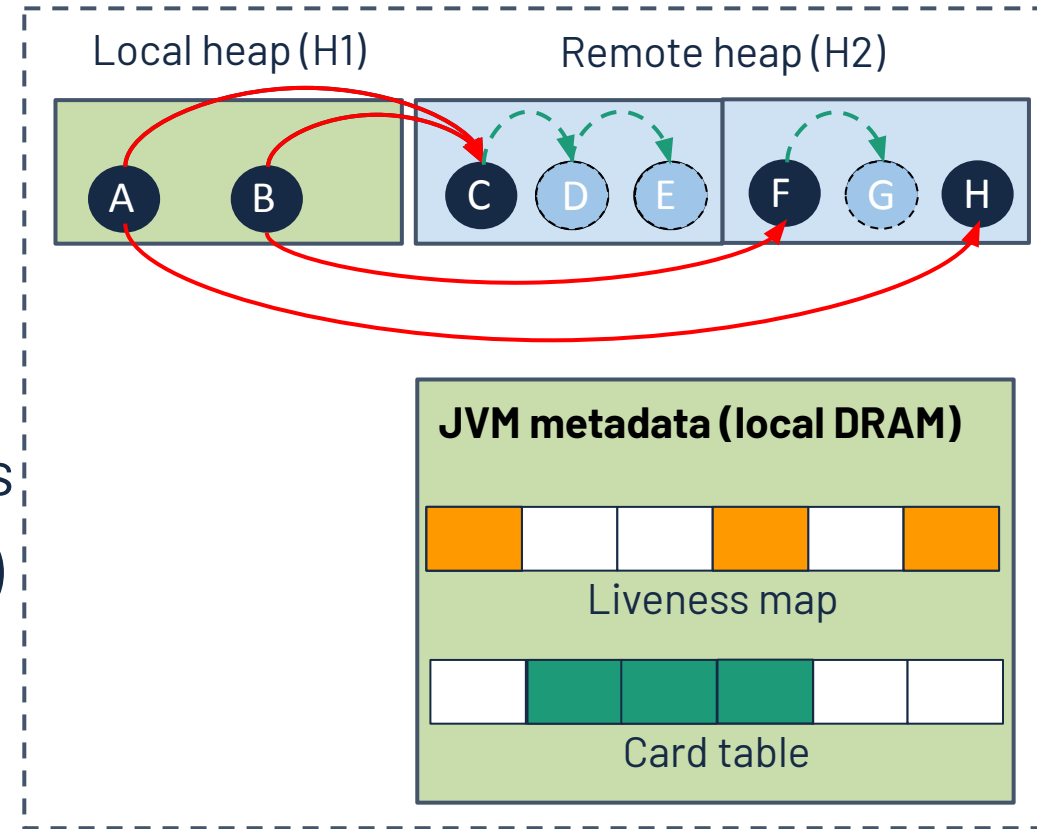 Local heap (H1)
Remote heap (H2)
A B C D E F G H
JVM metadata (local DRAM)
Liveness map
Card table